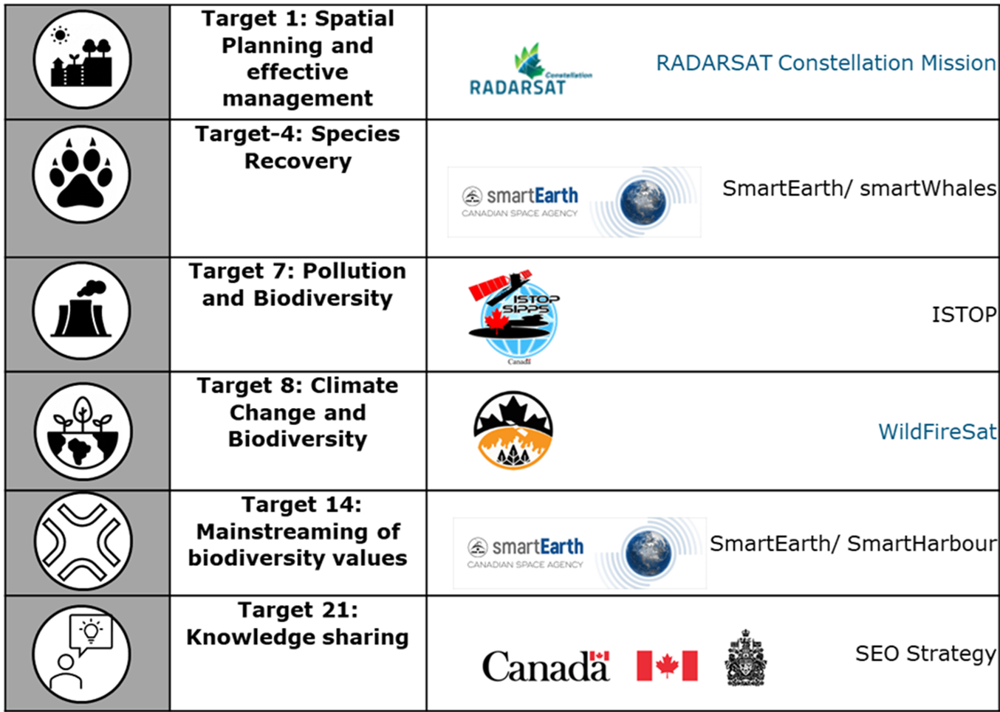 Target 1: Spatial
Planning and
effective
management
Constellation
RADARSAT
RADARSAT Constellation Mission
Target-4: Species
Recovery
smartEarth
CANADIAN SPACE AGENCY
SmartEarth/ smartWhales
Target 7: Pollution
and Biodiversity
ISTOP
SIPPS
Canada
ISTOP
Target 8: Climate
Change and
Biodiversity
WildFireSat
Target 14:
Mainstreaming of
biodiversity values
smartEarth
CANADIAN SPACE AGENCY
SmartEarth/ SmartHarbour
Target 21:
Knowledge sharing
Canada
SEO Strategy